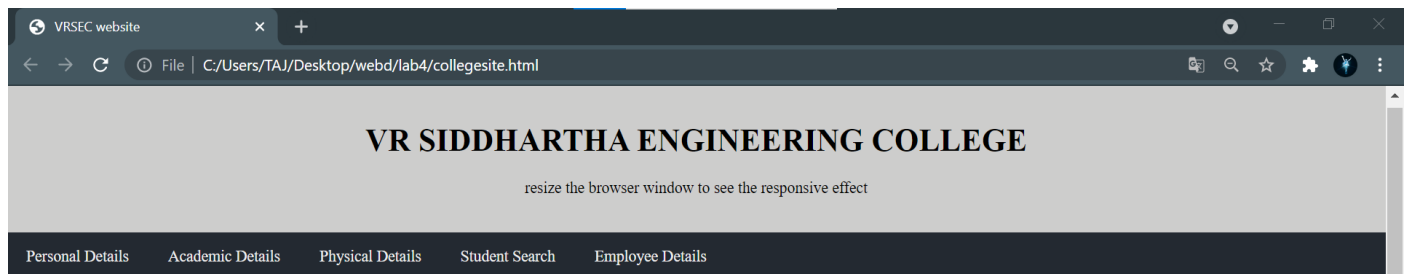 VRSEC website
File | C:/Users/TAJ/Desktop/webd/lab4/collegesite.html
VR SIDDHARTHA ENGINEERING COLLEGE
resize the browser window to see the responsive effect
Personal Details Academic Details Physical Details Student Search Employee Details